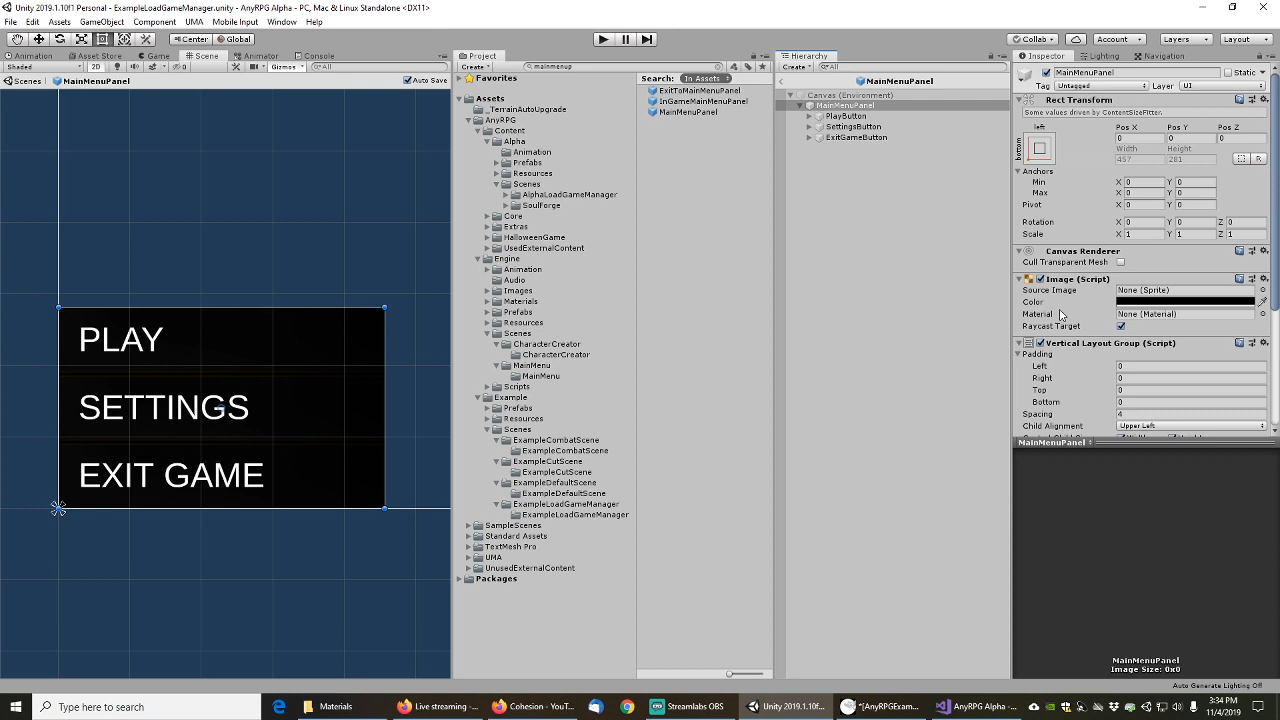 Unity 2019.1.10f1 Personal - ExampleLoadGameManager.unity - AnyRPG Alpha - PC, Mac & Linux Standalone <DX11>
File Edit Assets GameObject Component UMA Mobile Input Window Help
Center Global Collab Account Layers Layout
Animation Asset Store Game Scene Animator Console
Shaded 2D Gizmos All
Scenes MainMenuPanel Auto Save
PLAY
SETTINGS
EXIT GAME
Project
Create mainmenup
Favorites
Assets
_TerrainAutoUpgrade
AnyRPG
Content
Alpha
Animation
Prefabs
Resources
Scenes
AlphaLoadGameManager
SoulForge
Core
Extras
HalloweenGame
UsedExternalContent
Engine
Animation
Audio
Images
Materials
Prefabs
Resources
Scenes
CharacterCreator
CharacterCreator
MainMenu
MainMenu
Scripts
Example
Prefabs
Resources
Scenes
ExampleCombatScene
ExampleCombatScene
ExampleCutScene
ExampleCutScene
ExampleDefaultScene
ExampleDefaultScene
ExampleLoadGameManager
ExampleLoadGameManager
SampleScenes
Standard Assets
TextMesh Pro
UMA
UnusedExternalContent
Packages
Search: In Assets
ExitToMainMenuPanel
InGameMainMenuPanel
MainMenuPanel
Hierarchy
Create All
MainMenuPanel
Canvas (Environment)
MainMenuPanel
PlayButton
SettingsButton
ExitGameButton
Inspector Lighting Navigation
MainMenuPanel Static
Tag Untagged Layer UI
Rect Transform
Some values driven by ContentSizeFitter.
left Pos X Pos Y Pos Z
bottom 0 0 0
Width Height
457 281 R
Anchors
Min X 0 Y 0
Max X 0 Y 0
Pivot X 0 Y 0
Rotation X 0 Y 0 Z 0
Scale X 1 Y 1 Z 1
Canvas Renderer
Cull Transparent Mesh
Image (Script)
Source Image None (Sprite)
Color
Material None (Material)
Raycast Target
Vertical Layout Group (Script)
Padding
Left 0
Right 0
Top 0
Bottom 0
Spacing 4
Child Alignment Upper Left
MainMenuPanel
MainMenuPanel
Image Size: 0x0
Auto Generate Lighting Off
Type here to search
Materials
Live streaming -...
Cohesion - YouT...
Streamlabs OBS
Unity 2019.1.10f...
*[AnyRPGExam...
AnyRPG Alpha -...
3:34 PM
11/4/2019